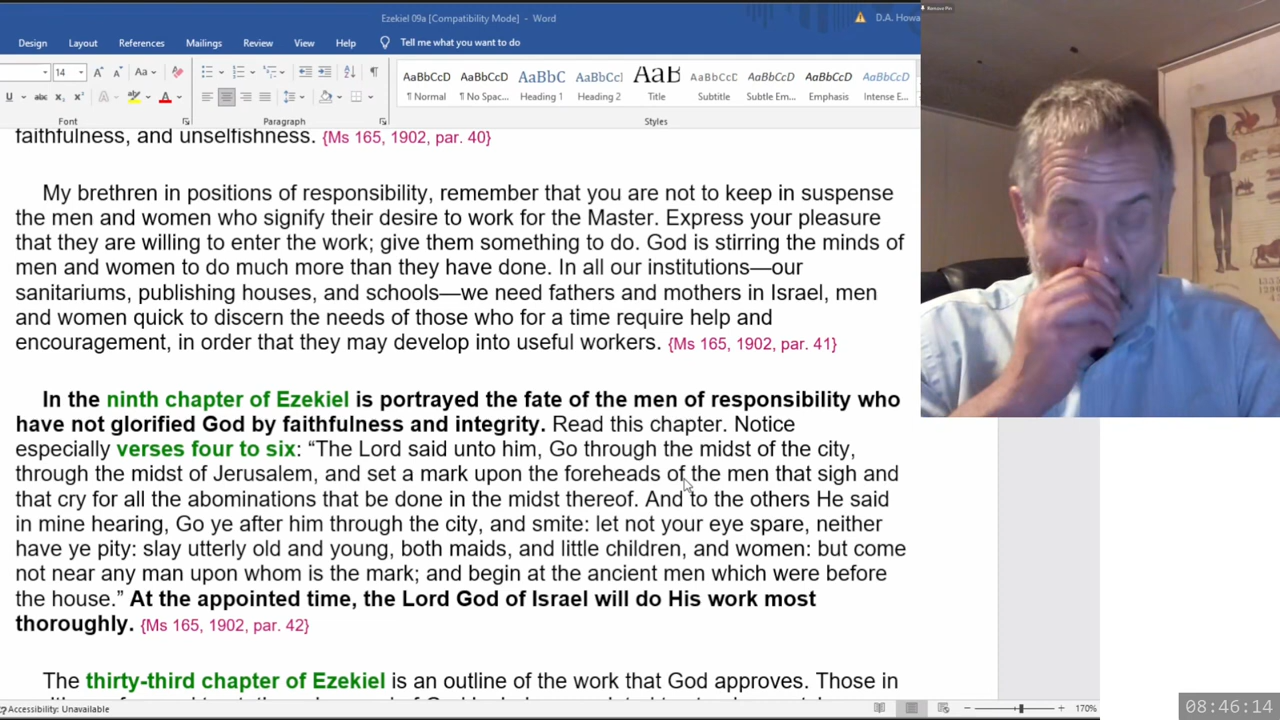 Ezekiel 09a [Compatibility Mode] - Word
D.A. Howa
Remove Pin
Design Layout References Mailings Review View Help Tell me what you want to do
14
AaBbCcD AaBbCcD AaBbC AaBbCcI AaB AaBbCcD AaBbCcD AaBbCcD AaBbCcD
¶ Normal ¶ No Spac... Heading 1 Heading 2 Title Subtitle Subtle Em... Emphasis Intense E...
Font Paragraph Styles
faithfulness, and unselfishness. {Ms 165, 1902, par. 40}
My brethren in positions of responsibility, remember that you are not to keep in suspense
the men and women who signify their desire to work for the Master. Express your pleasure
that they are willing to enter the work; give them something to do. God is stirring the minds of
men and women to do much more than they have done. In all our institutions—our
sanitariums, publishing houses, and schools—we need fathers and mothers in Israel, men
and women quick to discern the needs of those who for a time require help and
encouragement, in order that they may develop into useful workers. {Ms 165, 1902, par. 41}
In the ninth chapter of Ezekiel is portrayed the fate of the men of responsibility who
have not glorified God by faithfulness and integrity. Read this chapter. Notice
especially verses four to six: “The Lord said unto him, Go through the midst of the city,
through the midst of Jerusalem, and set a mark upon the foreheads of the men that sigh and
that cry for all the abominations that be done in the midst thereof. And to the others He said
in mine hearing, Go ye after him through the city, and smite: let not your eye spare, neither
have ye pity: slay utterly old and young, both maids, and little children, and women: but come
not near any man upon whom is the mark; and begin at the ancient men which were before
the house.” At the appointed time, the Lord God of Israel will do His work most
thoroughly. {Ms 165, 1902, par. 42}
The thirty-third chapter of Ezekiel is an outline of the work that God approves. Those in
Accessibility: Unavailable
170%
08:46:14